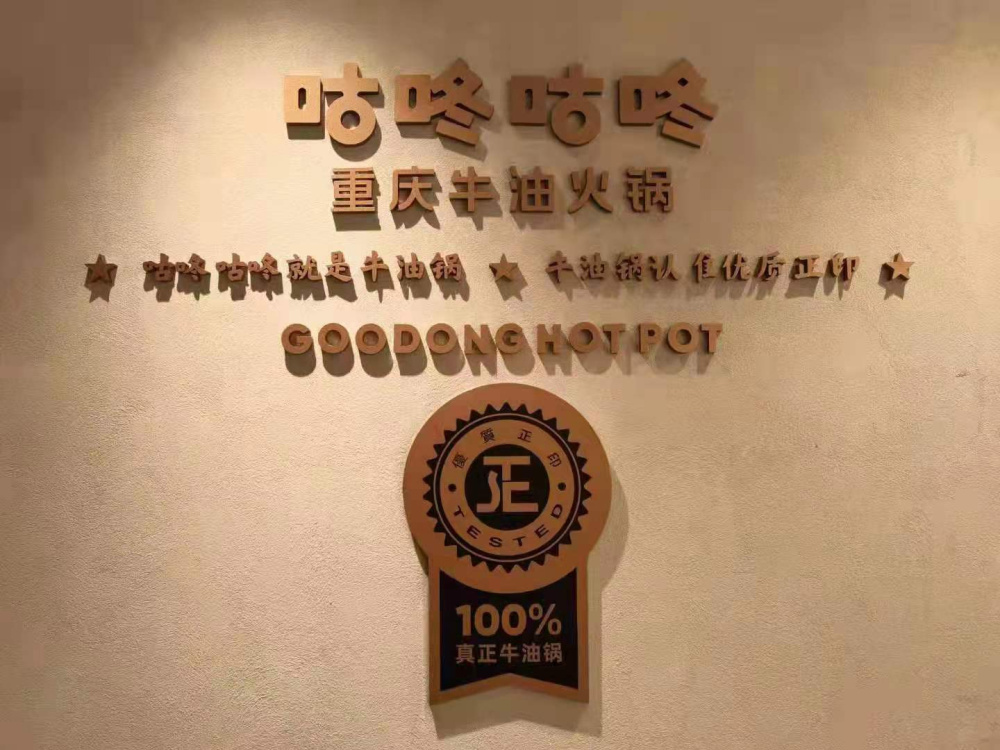 咕咚咕咚
重庆牛油火锅
★ 咕咚咕咚就是牛油锅 ★ 牛油锅认准优质正印 ★
GOODONG HOT POT
優質正印
正
TESTED
100%
真正牛油锅